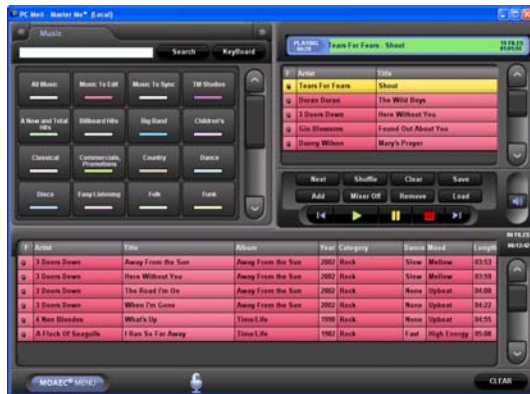 PC MoH - Master Me* [Local]
Music
Search KeyBoard
All Music Music To Edit Music To Sync TM Studios
A New and Total Hits Billboard Hits Big Band Children's
Classical Commercials, Promotions Country Dance
Disco Easy Listening Folk Funk
PLAYING Tears For Fears - Shout 10 FILES
F Artist Title
Tears For Fears Shout
Duran Duran The Wild Boys
3 Doors Down Here Without You
Gin Blossoms Found Out About You
Danny Wilson Mary's Prayer
Next Shuffle Clear Save
Add Mixer Off Remove Load
F Artist Title Album Year Category Dance Mood Length
3 Doors Down Away From the Sun Away From the Sun 2002 Rock Slow Mellow 03:53
3 Doors Down Here Without You Away From the Sun 2002 Rock Slow Mellow 03:59
3 Doors Down The Road I'm On Away From the Sun 2002 Rock None Upbeat 04:00
3 Doors Down When I'm Gone Away From the Sun 2002 Rock None Upbeat 04:22
4 Non Blondes What's Up Time/Life 1990 Rock None Upbeat 04:55
A Flock Of Seagulls I Ran So Far Away Time/Life 1982 Rock Fast High Energy 05:08
MOAEC® MENU CLEAR